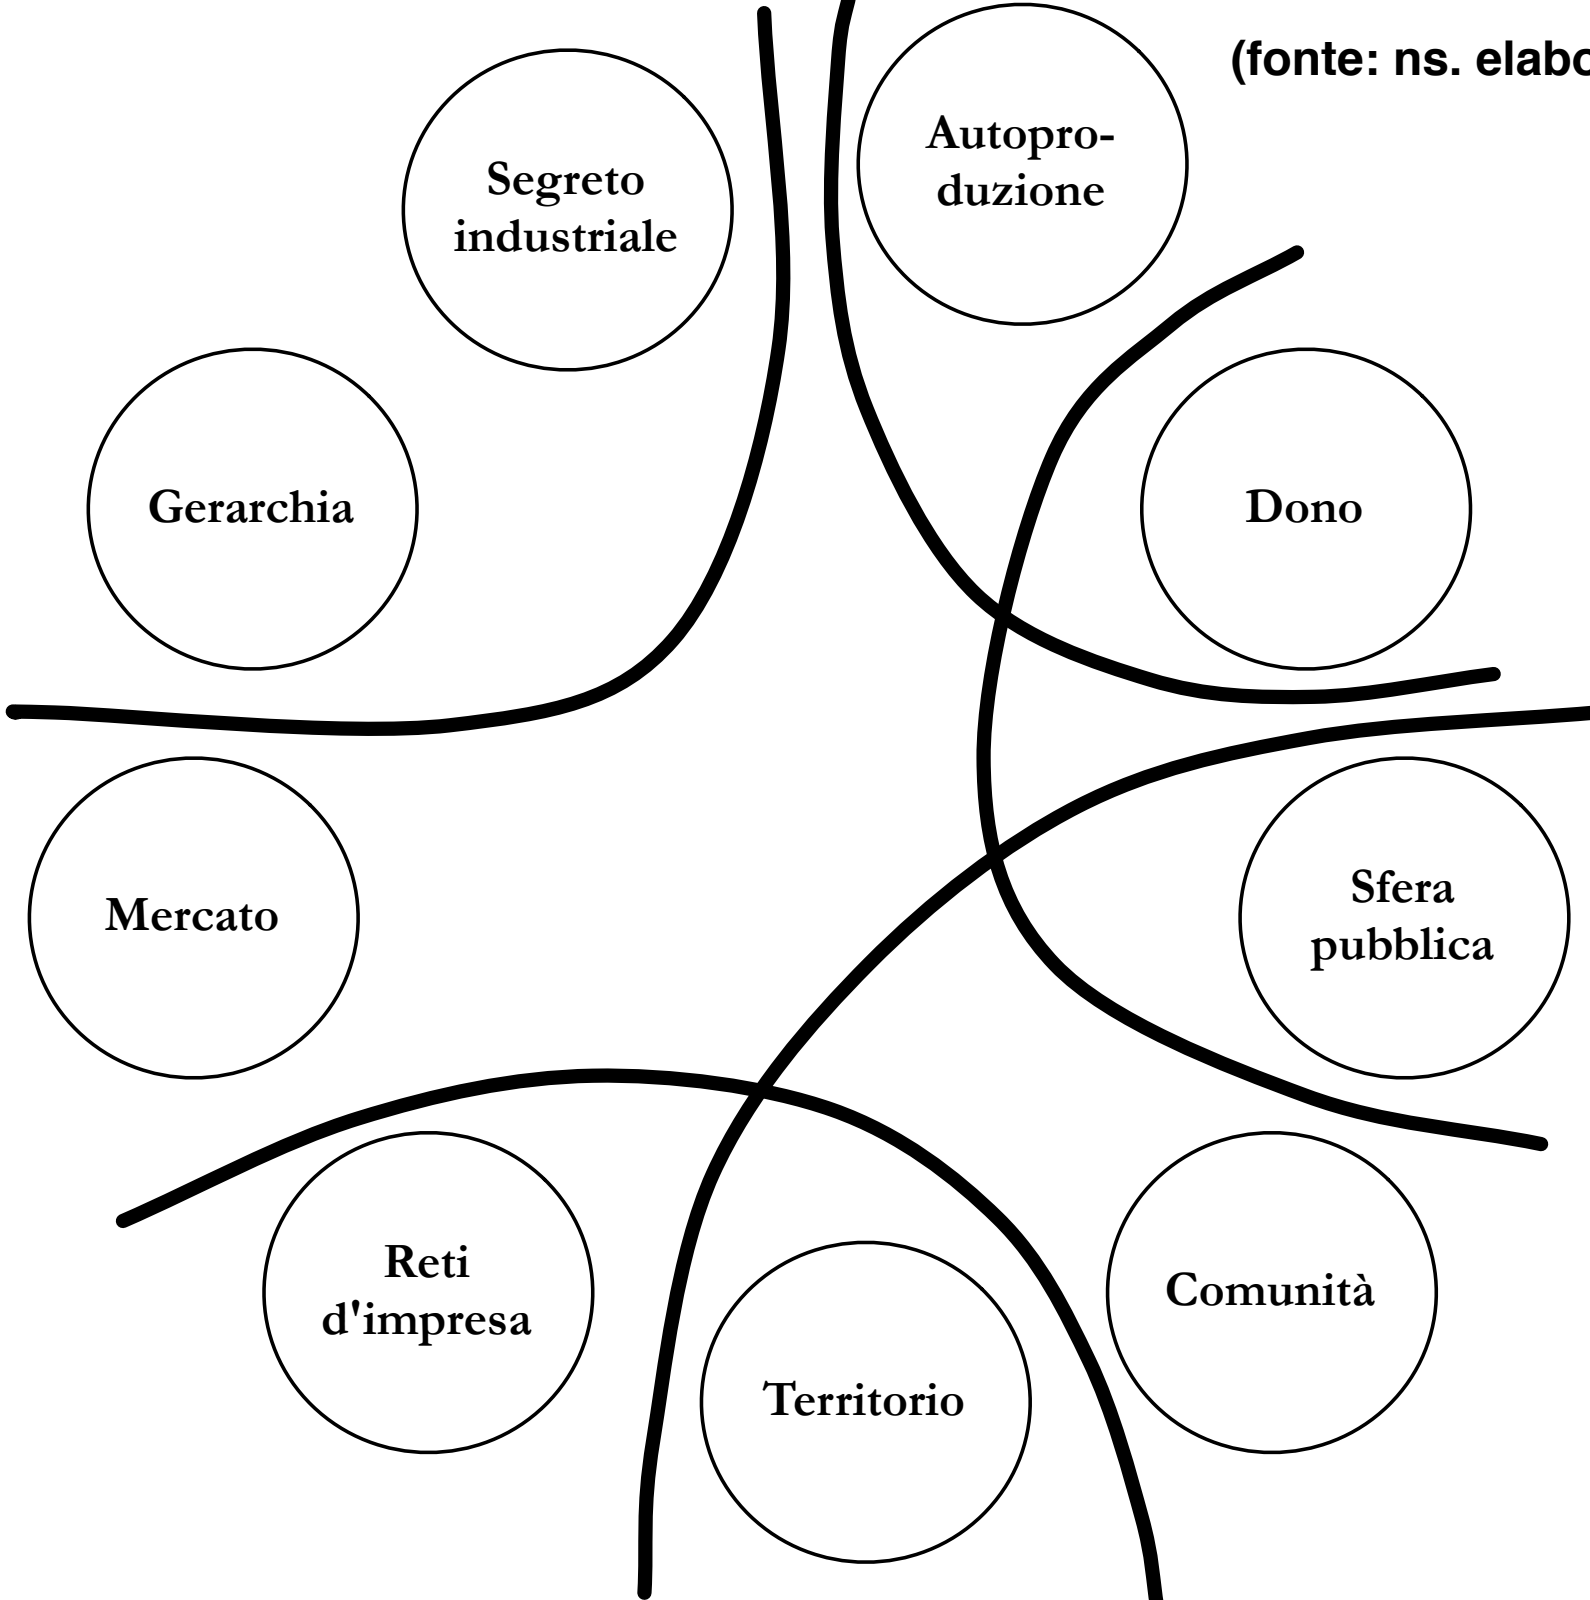 (fonte: ns. elabo
Autopro-
duzione
Segreto
industriale
Gerarchia
Dono
Mercato
Sfera
pubblica
Reti
d'impresa
Comunità
Territorio